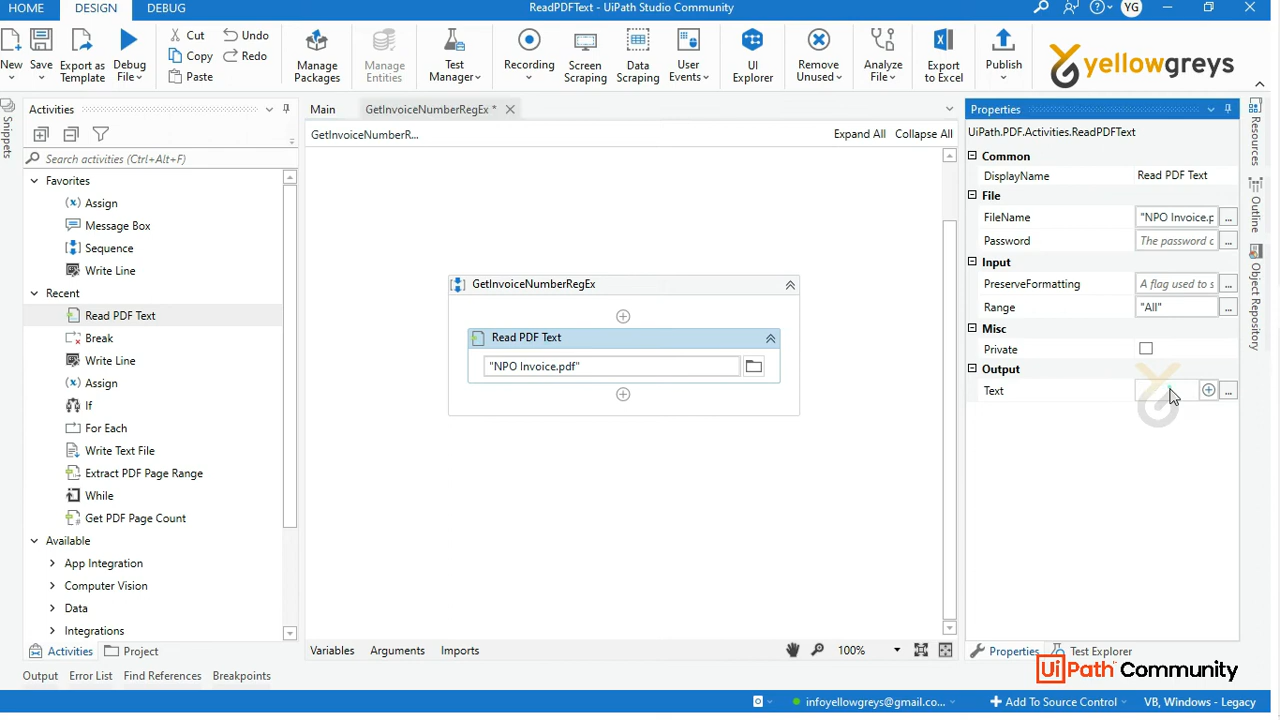 HOME DESIGN DEBUG ReadPDFText - UiPath Studio Community YG
New Save Export as Template Debug File Cut Copy Paste Undo Redo Manage Packages Manage Entities Test Manager Recording Screen Scraping Data Scraping User Events UI Explorer Remove Unused Analyze File Export to Excel Publish yellowgreys
Snippets
Activities
Search activities (Ctrl+Alt+F)
Favorites
Assign
Message Box
Sequence
Write Line
Recent
Read PDF Text
Break
Write Line
Assign
If
For Each
Write Text File
Extract PDF Page Range
While
Get PDF Page Count
Available
App Integration
Computer Vision
Data
Integrations
Activities Project
Main GetInvoiceNumberRegEx *
GetInvoiceNumberR... Expand All Collapse All
GetInvoiceNumberRegEx
Read PDF Text
"NPO Invoice.pdf"
Variables Arguments Imports 100%
Properties
UiPath.PDF.Activities.ReadPDFText
Common
DisplayName Read PDF Text
File
FileName "NPO Invoice.p ...
Password The password c ...
Input
PreserveFormatting A flag used to s ...
Range "All" ...
Misc
Private
Output
Text ...
Properties Test Explorer
Resources
Outline
Object Repository
UiPath Community
Output Error List Find References Breakpoints
infoyellowgreys@gmail.co... Add To Source Control VB, Windows - Legacy